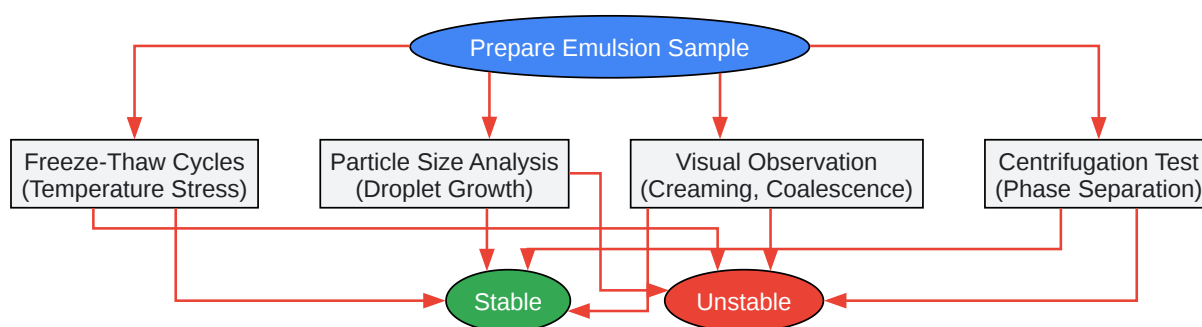 Prepare Emulsion Sample
Freeze-Thaw Cycles
(Temperature Stress)
Particle Size Analysis
(Droplet Growth)
Visual Observation
(Creaming, Coalescence)
Centrifugation Test
(Phase Separation)
Stable
Unstable